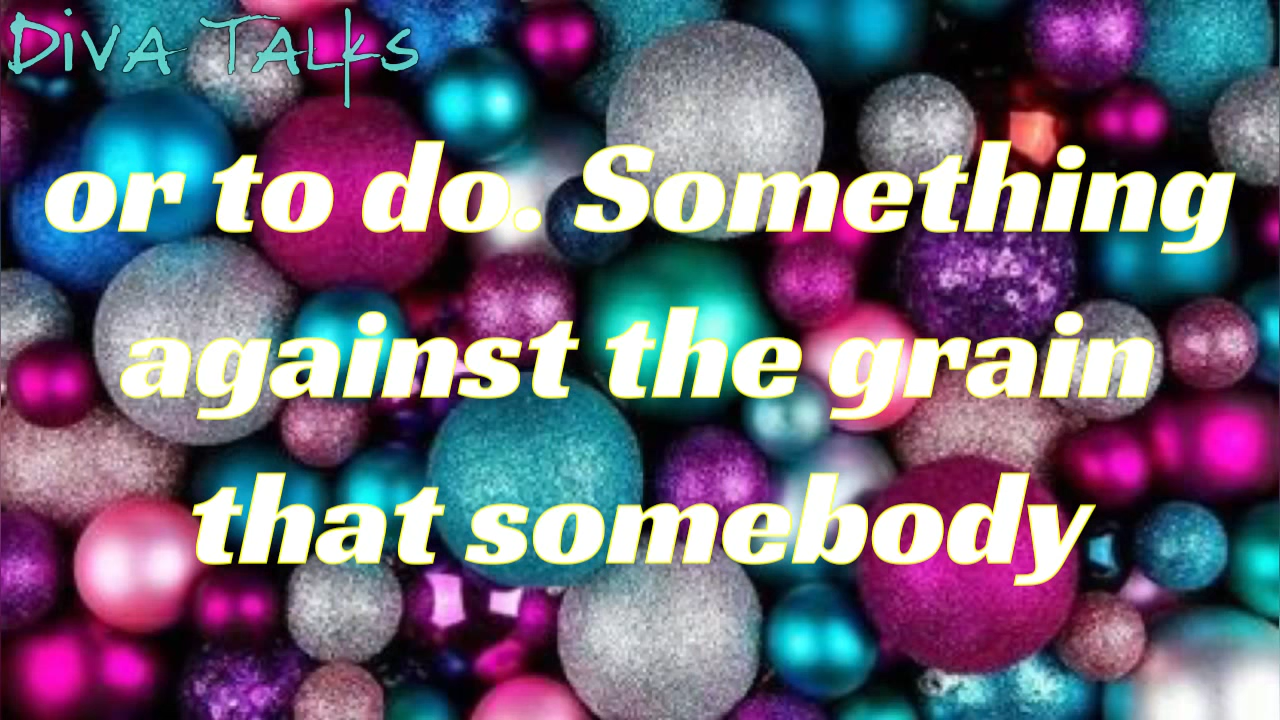 Diva Talks
or to do. Something
against the grain
that somebody